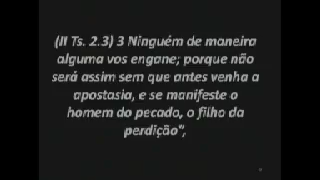 (II Ts. 2.3) 3 Ninguém de maneira
alguma vos engane; porque não
será assim sem que antes venha a
apostasia, e se manifeste o
homem do pecado, o filho da
perdição",